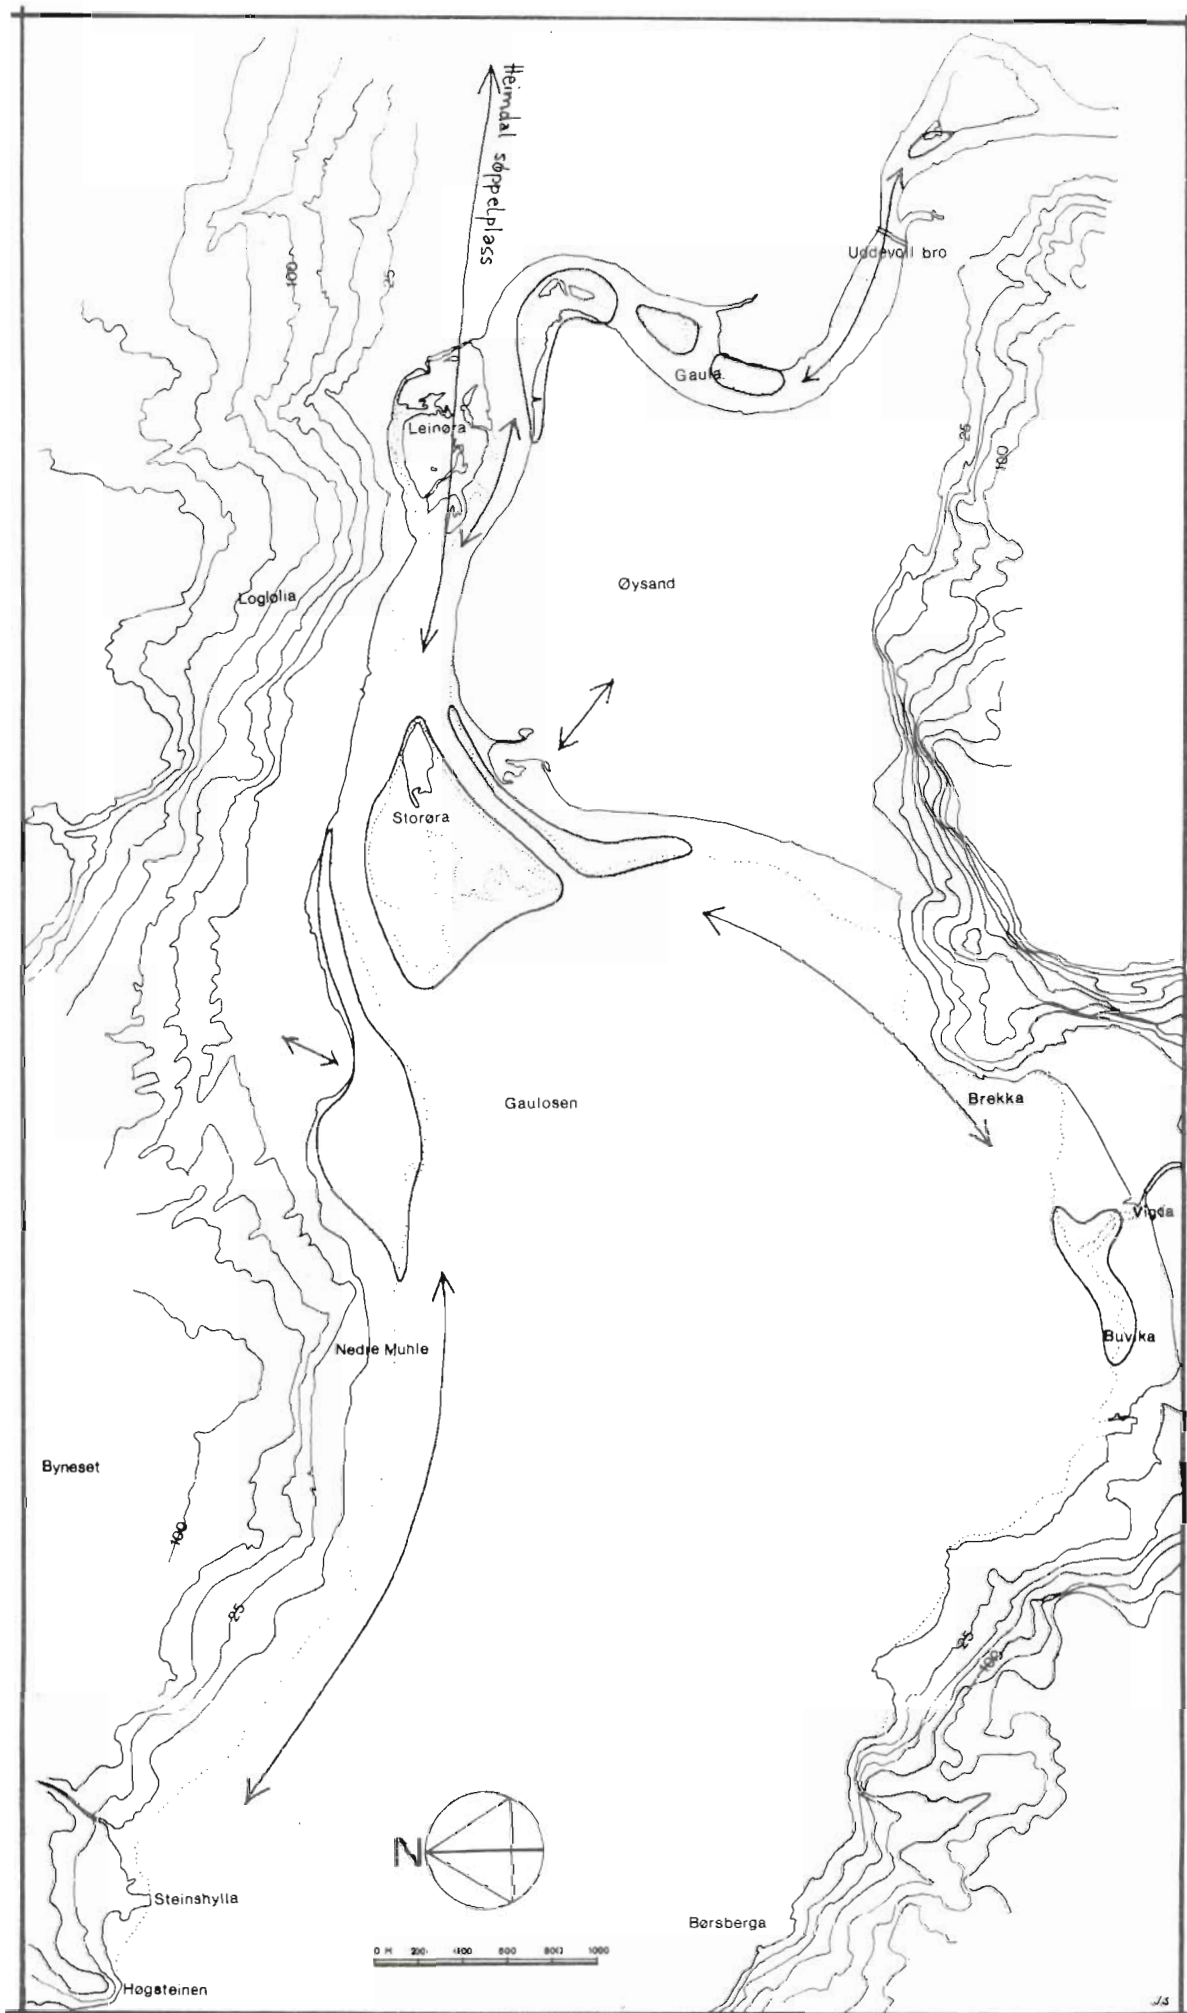 Heimdal søppelplass
Uddevoll bro
100
25
Gaula
Leinøra
25
100
Øysand
Loglølia
Storøra
Gaulosen
Brekka
Vigda
Buvika
Nedre Muhle
Byneset
100
25
25
100
N
Steinshylla
Børsberga
0 M 200 400 600 800 1000
Høgsteinen
JS